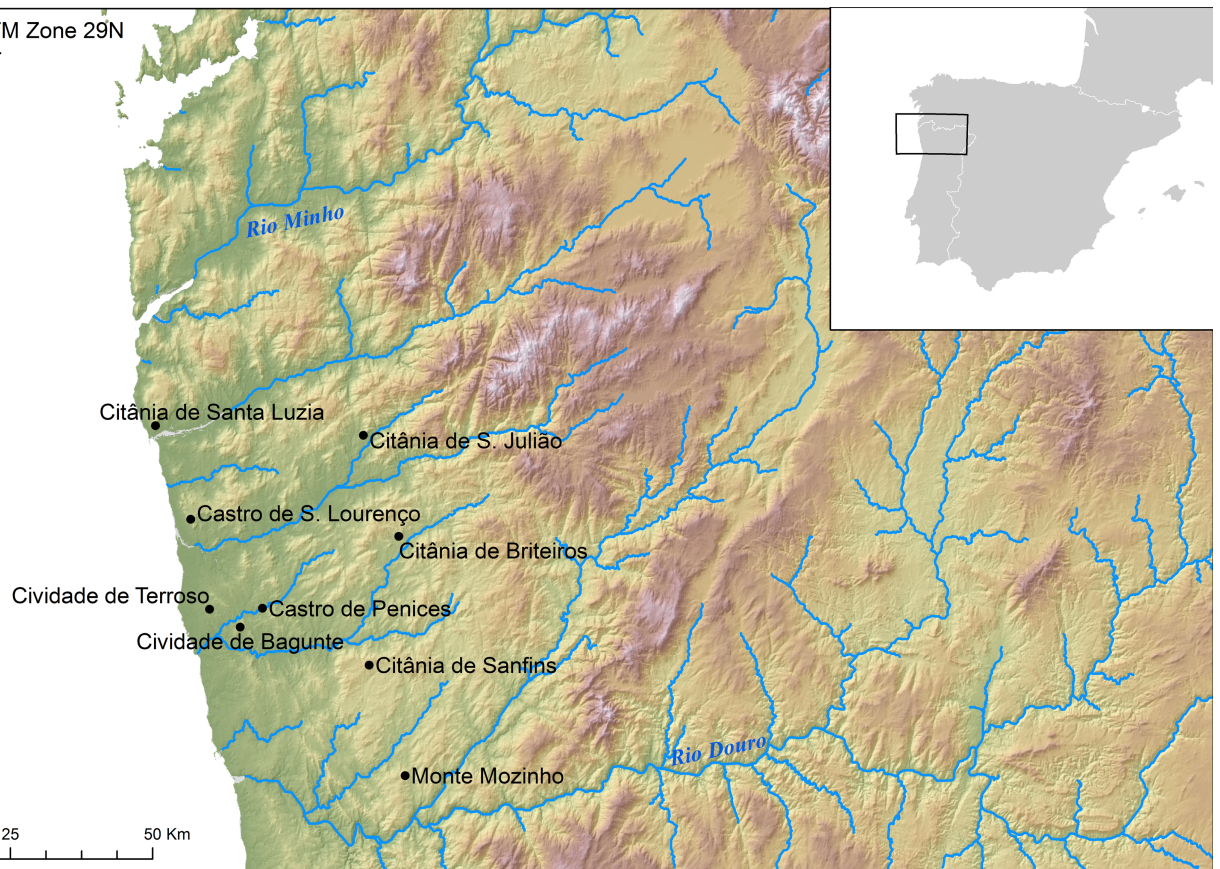 M Zone 29N
Rio Minho
Citânia de Santa Luzia
Citânia de S. Julião
Castro de S. Lourenço
Citânia de Briteiros
Cividade de Terroso
Castro de Penices
Cividade de Bagunte
Citânia de Sanfins
Rio Douro
Monte Mozinho
25 50 Km